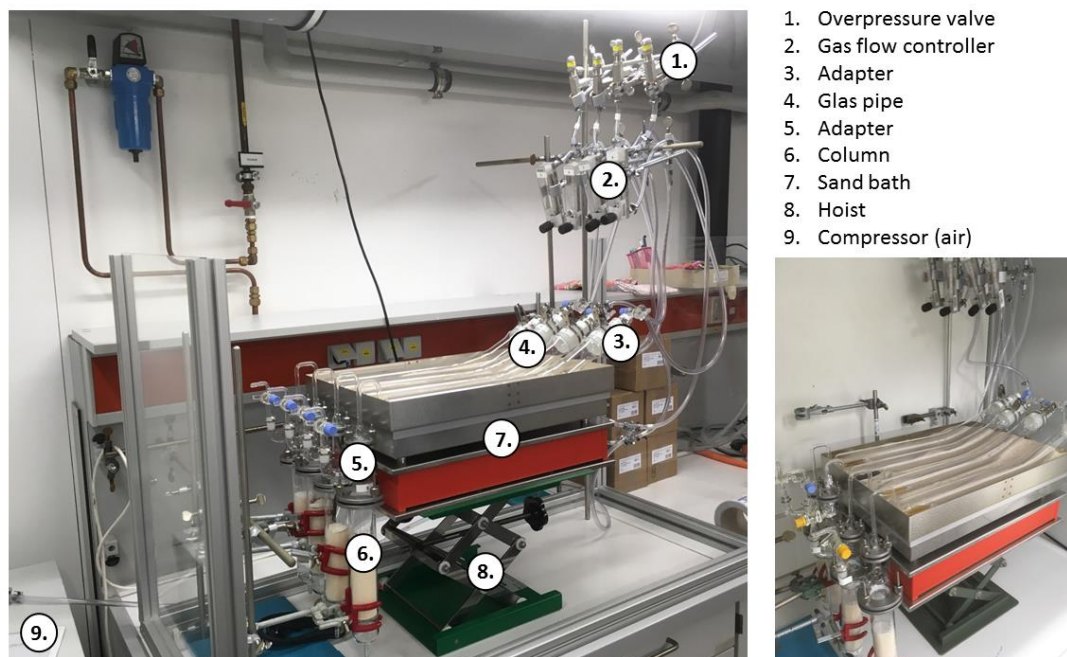 1. Overpressure valve
2. Gas flow controller
3. Adapter
4. Glas pipe
5. Adapter
6. Column
7. Sand bath
8. Hoist
9. Compressor (air)
1.
2.
3.
4.
5.
7.
6.
8.
9.